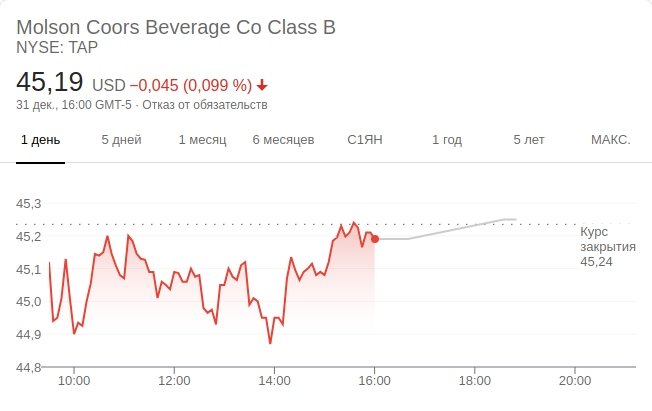 Molson Coors Beverage Co Class B
NYSE: TAP
45,19 USD −0,045 (0,099 %)
31 дек., 16:00 GMT-5 · Отказ от обязательств
1 день 5 дней 1 месяц 6 месяцев С1ЯН 1 год 5 лет МАКС.
45,3
45,2
45,1
45,0
44,9
44,8
Курс
закрытия
45,24
10:00 12:00 14:00 16:00 18:00 20:00